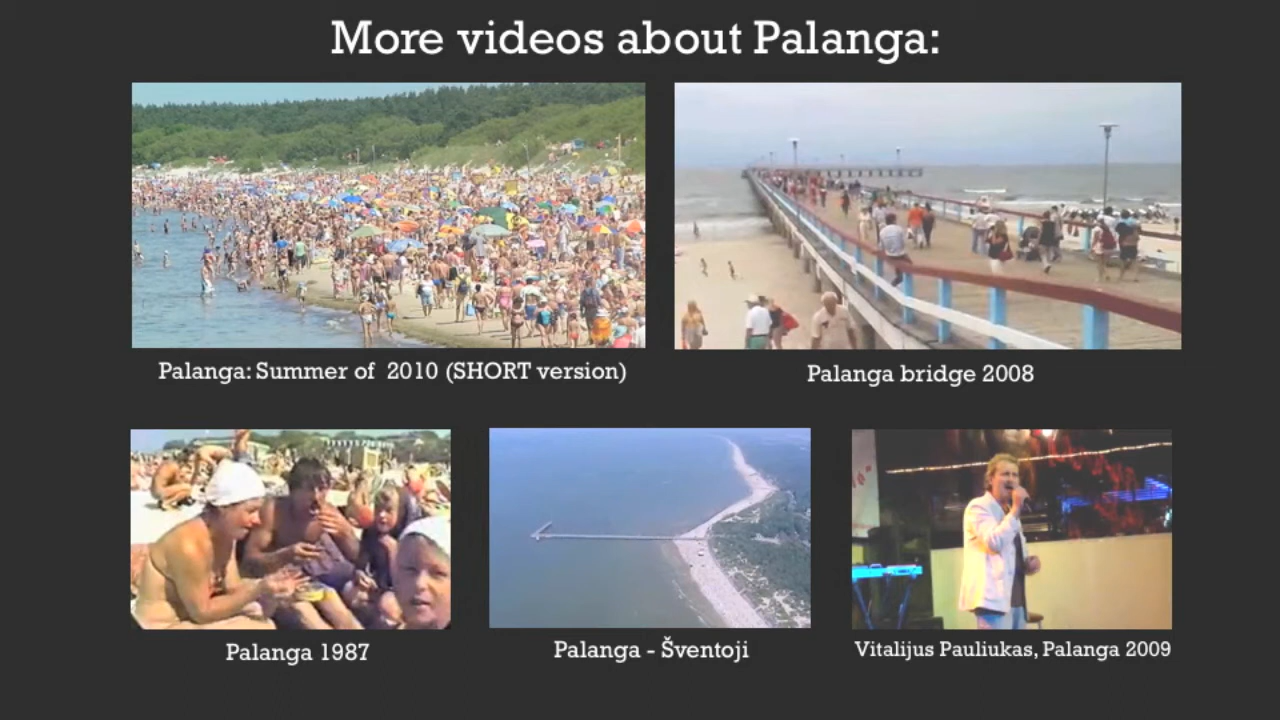 More videos about Palanga:
Palanga: Summer of 2010 (SHORT version)
Palanga bridge 2008
Palanga 1987
Palanga - Šventoji
Vitalijus Pauliukas, Palanga 2009